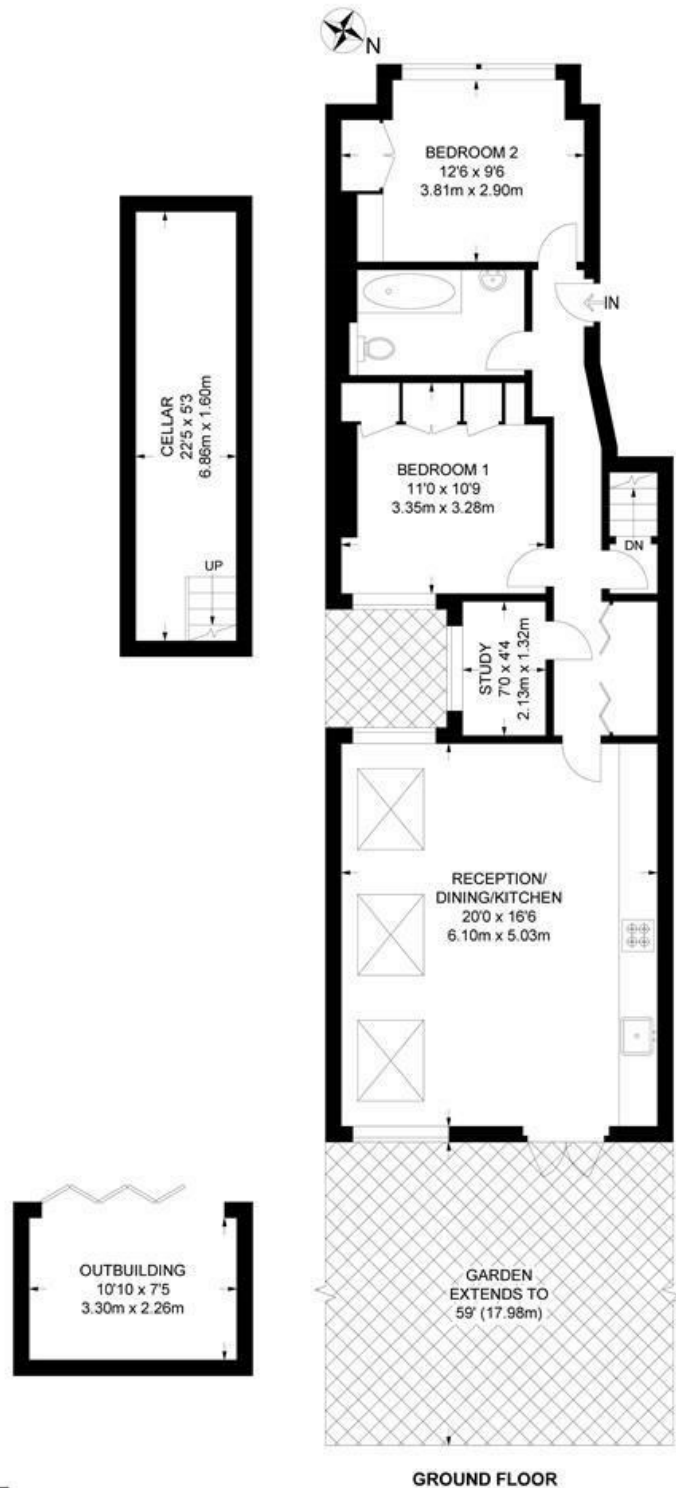 N
BEDROOM 2
12'6 x 9'6
3.81m x 2.90m
IN
CELLAR
22'5 x 5'3
6.86m x 1.60m
UP
BEDROOM 1
11'0 x 10'9
3.35m x 3.28m
DN
STUDY
7'0 x 4'4
2.13m x 1.32m
RECEPTION/
DINING/KITCHEN
20'0 x 16'6
6.10m x 5.03m
OUTBUILDING
10'10 x 7'5
3.30m x 2.26m
GARDEN
EXTENDS TO
59' (17.98m)
GROUND FLOOR